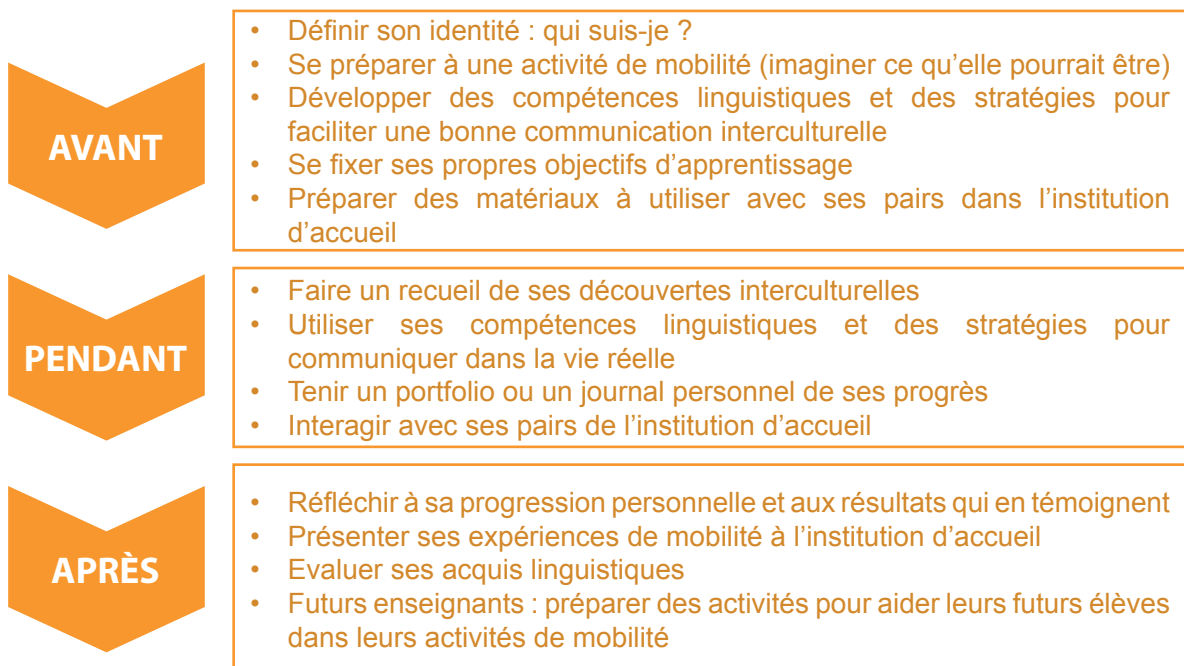 AVANT
• Définir son identité : qui suis-je ?
• Se préparer à une activité de mobilité (imaginer ce qu’elle pourrait être)
• Développer des compétences linguistiques et des stratégies pour
faciliter une bonne communication interculturelle
• Se fixer ses propres objectifs d’apprentissage
• Préparer des matériaux à utiliser avec ses pairs dans l’institution
d’accueil
PENDANT
• Faire un recueil de ses découvertes interculturelles
• Utiliser ses compétences linguistiques et des stratégies pour
communiquer dans la vie réelle
• Tenir un portfolio ou un journal personnel de ses progrès
• Interagir avec ses pairs de l’institution d’accueil
APRÈS
• Réfléchir à sa progression personnelle et aux résultats qui en témoignent
• Présenter ses expériences de mobilité à l’institution d’accueil
• Evaluer ses acquis linguistiques
• Futurs enseignants : préparer des activités pour aider leurs futurs élèves
dans leurs activités de mobilité